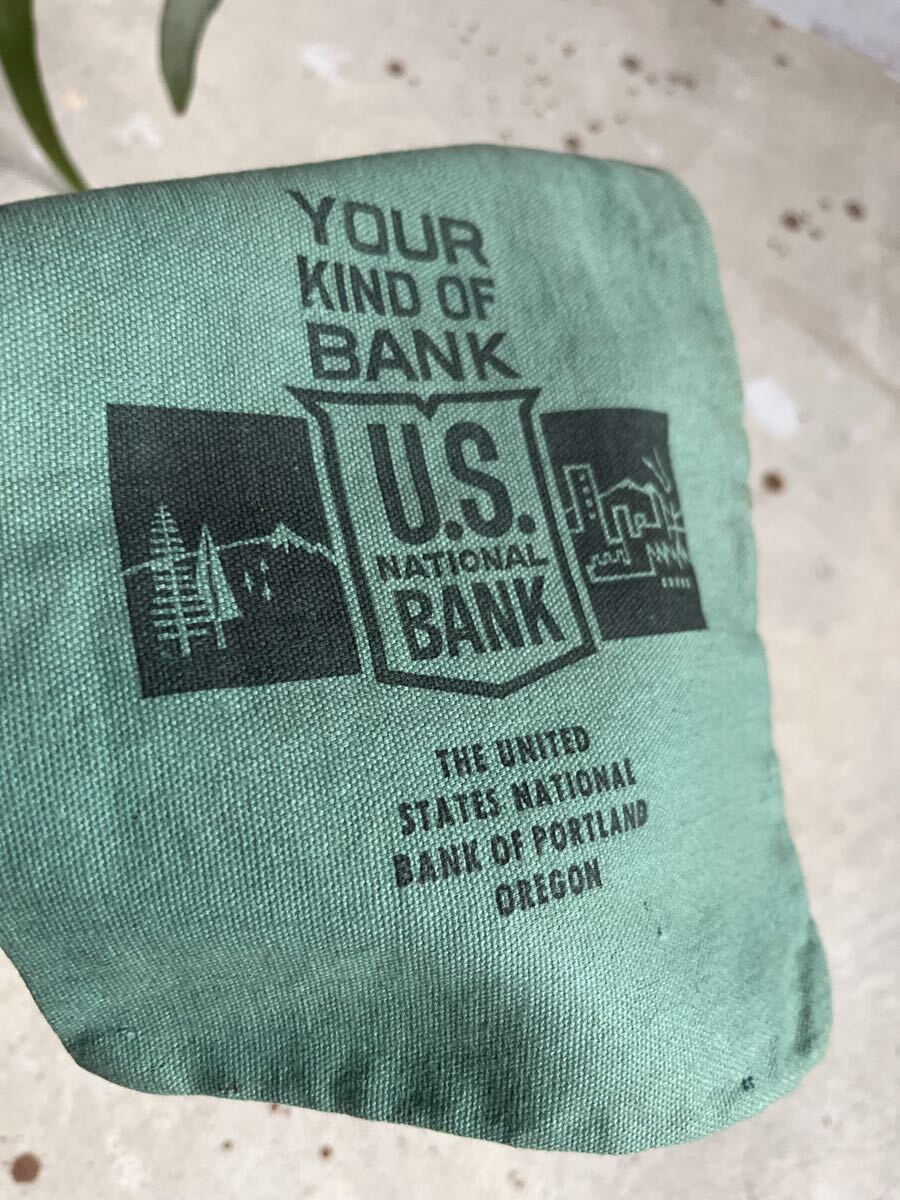 YOUR
KIND OF
BANK
U.S.
NATIONAL
BANK
THE UNITED
STATES NATIONAL
BANK OF PORTLAND
OREGON